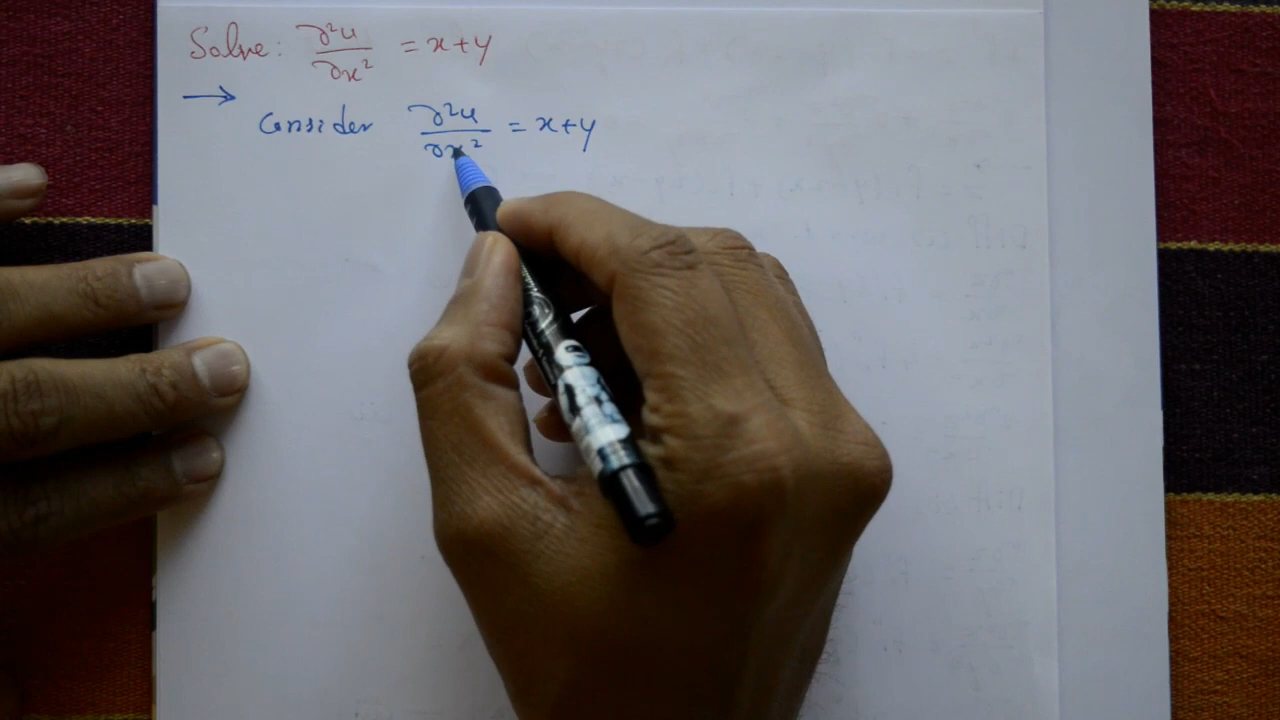 Solve: ∂²u/∂x² = x+y
→ Consider ∂²u/∂x² = x+y